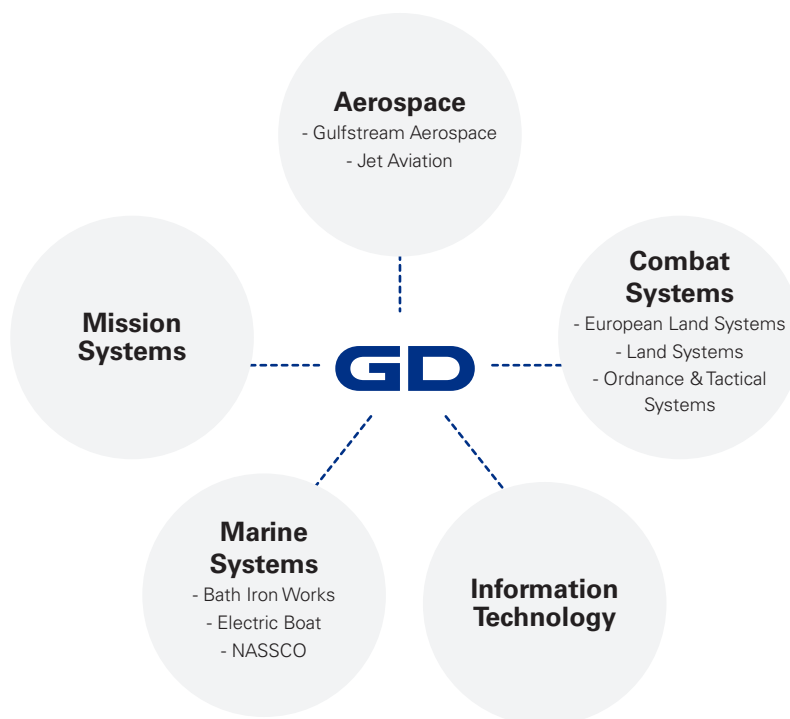 Aerospace
- Gulfstream Aerospace
- Jet Aviation
Combat
Systems
- European Land Systems
- Land Systems
- Ordnance & Tactical
Systems
Mission
Systems
GD
Marine
Systems
- Bath Iron Works
- Electric Boat
- NASSCO
Information
Technology